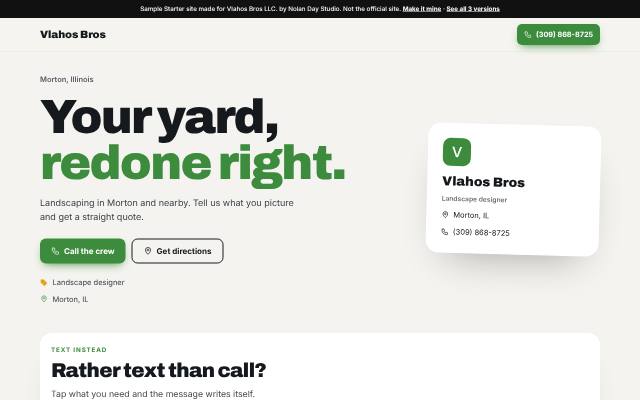 Sample Starter site made for Vlahos Bros LLC. by Nolan Day Studio. Not the official site. Make it mine · See all 3 versions
Vlahos Bros
(309) 868-8725
Morton, Illinois
Your yard,
redone right.
Landscaping in Morton and nearby. Tell us what you picture
and get a straight quote.
Call the crew
Get directions
Landscape designer
Morton, IL
V
Vlahos Bros
Landscape designer
Morton, IL
(309) 868-8725
TEXT INSTEAD
Rather text than call?
Tap what you need and the message writes itself.